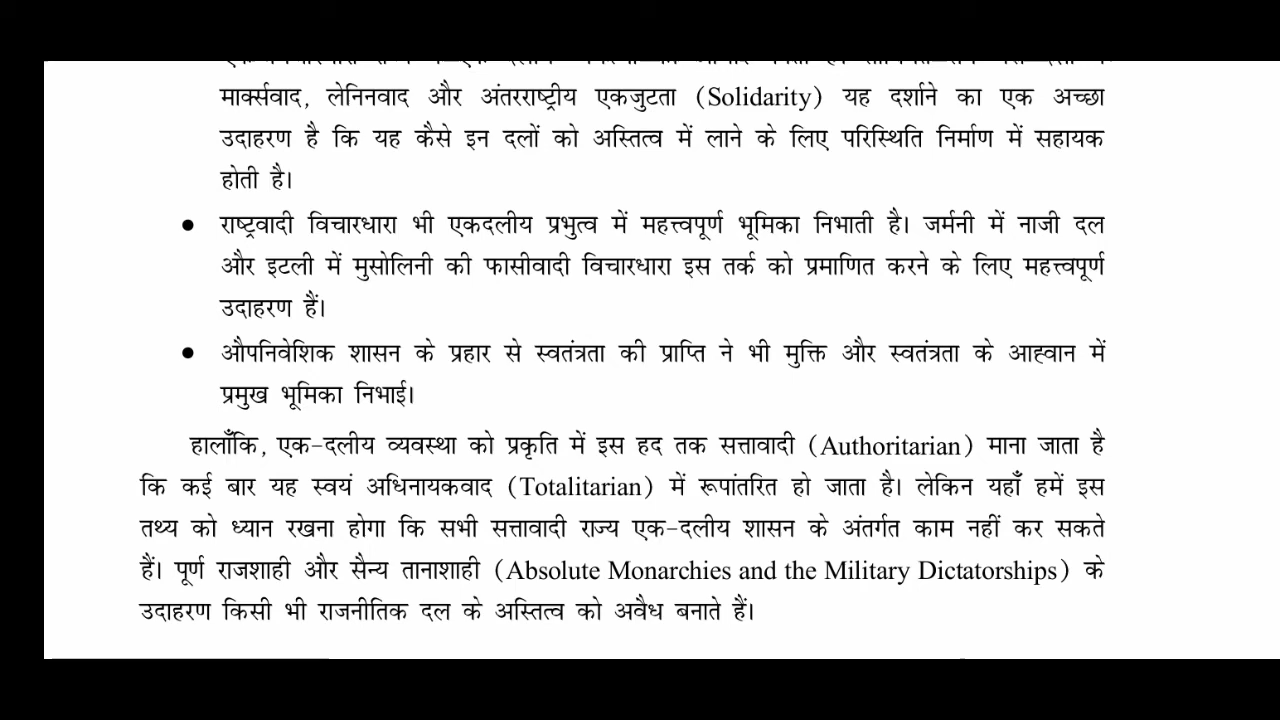 मार्क्सवाद, लेनिनवाद और अंतरराष्ट्रीय एकजुटता (Solidarity) यह दर्शाने का एक अच्छा
उदाहरण है कि यह कैसे इन दलों को अस्तित्व में लाने के लिए परिस्थिति निर्माण में सहायक
होती है।
● राष्ट्रवादी विचारधारा भी एकदलीय प्रभुत्व में महत्त्वपूर्ण भूमिका निभाती है। जर्मनी में नाजी दल
और इटली में मुसोलिनी की फासीवादी विचारधारा इस तर्क को प्रमाणित करने के लिए महत्त्वपूर्ण
उदाहरण हैं।
● औपनिवेशिक शासन के प्रहार से स्वतंत्रता की प्राप्ति ने भी मुक्ति और स्वतंत्रता के आह्वान में
प्रमुख भूमिका निभाई।
हालाँकि, एक-दलीय व्यवस्था को प्रकृति में इस हद तक सत्तावादी (Authoritarian) माना जाता है
कि कई बार यह स्वयं अधिनायकवाद (Totalitarian) में रूपांतरित हो जाता है। लेकिन यहाँ हमें इस
तथ्य को ध्यान रखना होगा कि सभी सत्तावादी राज्य एक-दलीय शासन के अंतर्गत काम नहीं कर सकते
हैं। पूर्ण राजशाही और सैन्य तानाशाही (Absolute Monarchies and the Military Dictatorships) के
उदाहरण किसी भी राजनीतिक दल के अस्तित्व को अवैध बनाते हैं।